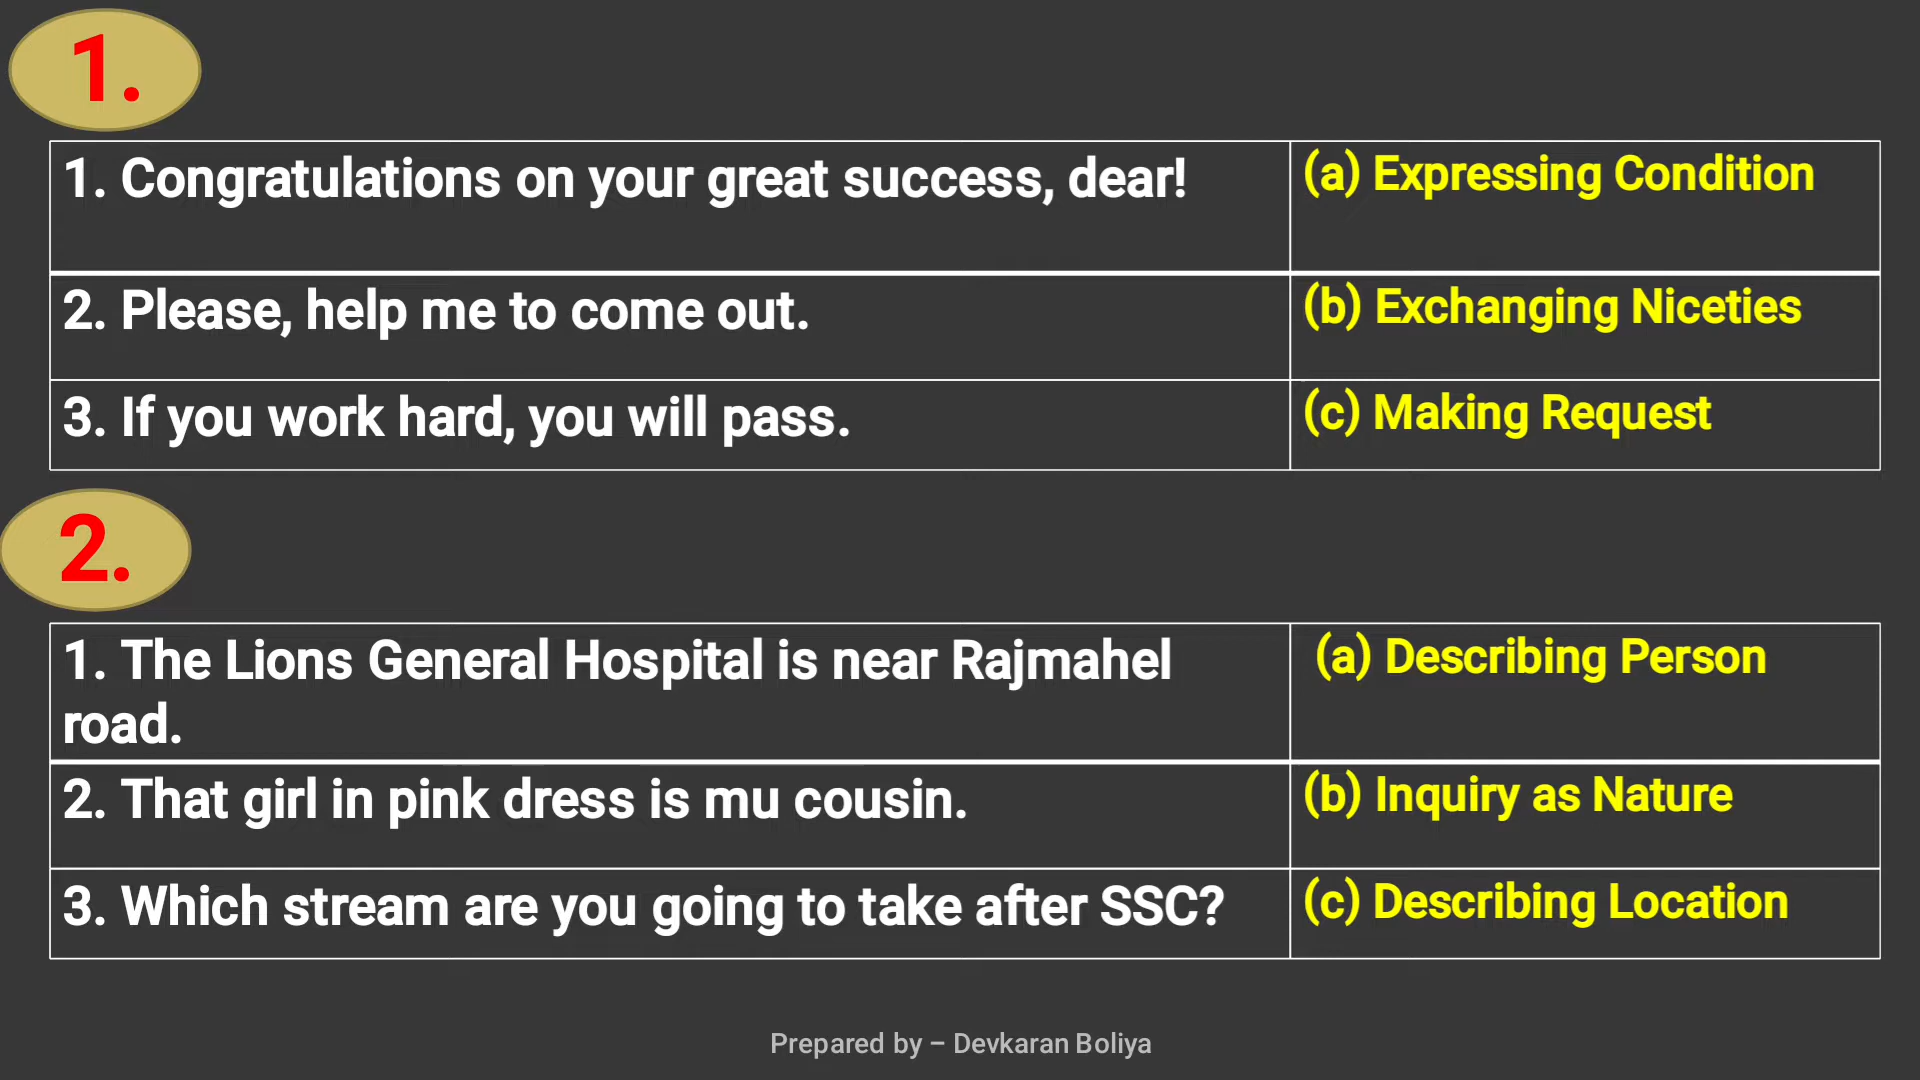 1.
1. Congratulations on your great success, dear!
(a) Expressing Condition
2. Please, help me to come out.
(b) Exchanging Niceties
3. If you work hard, you will pass.
(c) Making Request
2.
1. The Lions General Hospital is near Rajmahel
road.
(a) Describing Person
2. That girl in pink dress is mu cousin.
(b) Inquiry as Nature
3. Which stream are you going to take after SSC?
(c) Describing Location
Prepared by – Devkaran Boliya